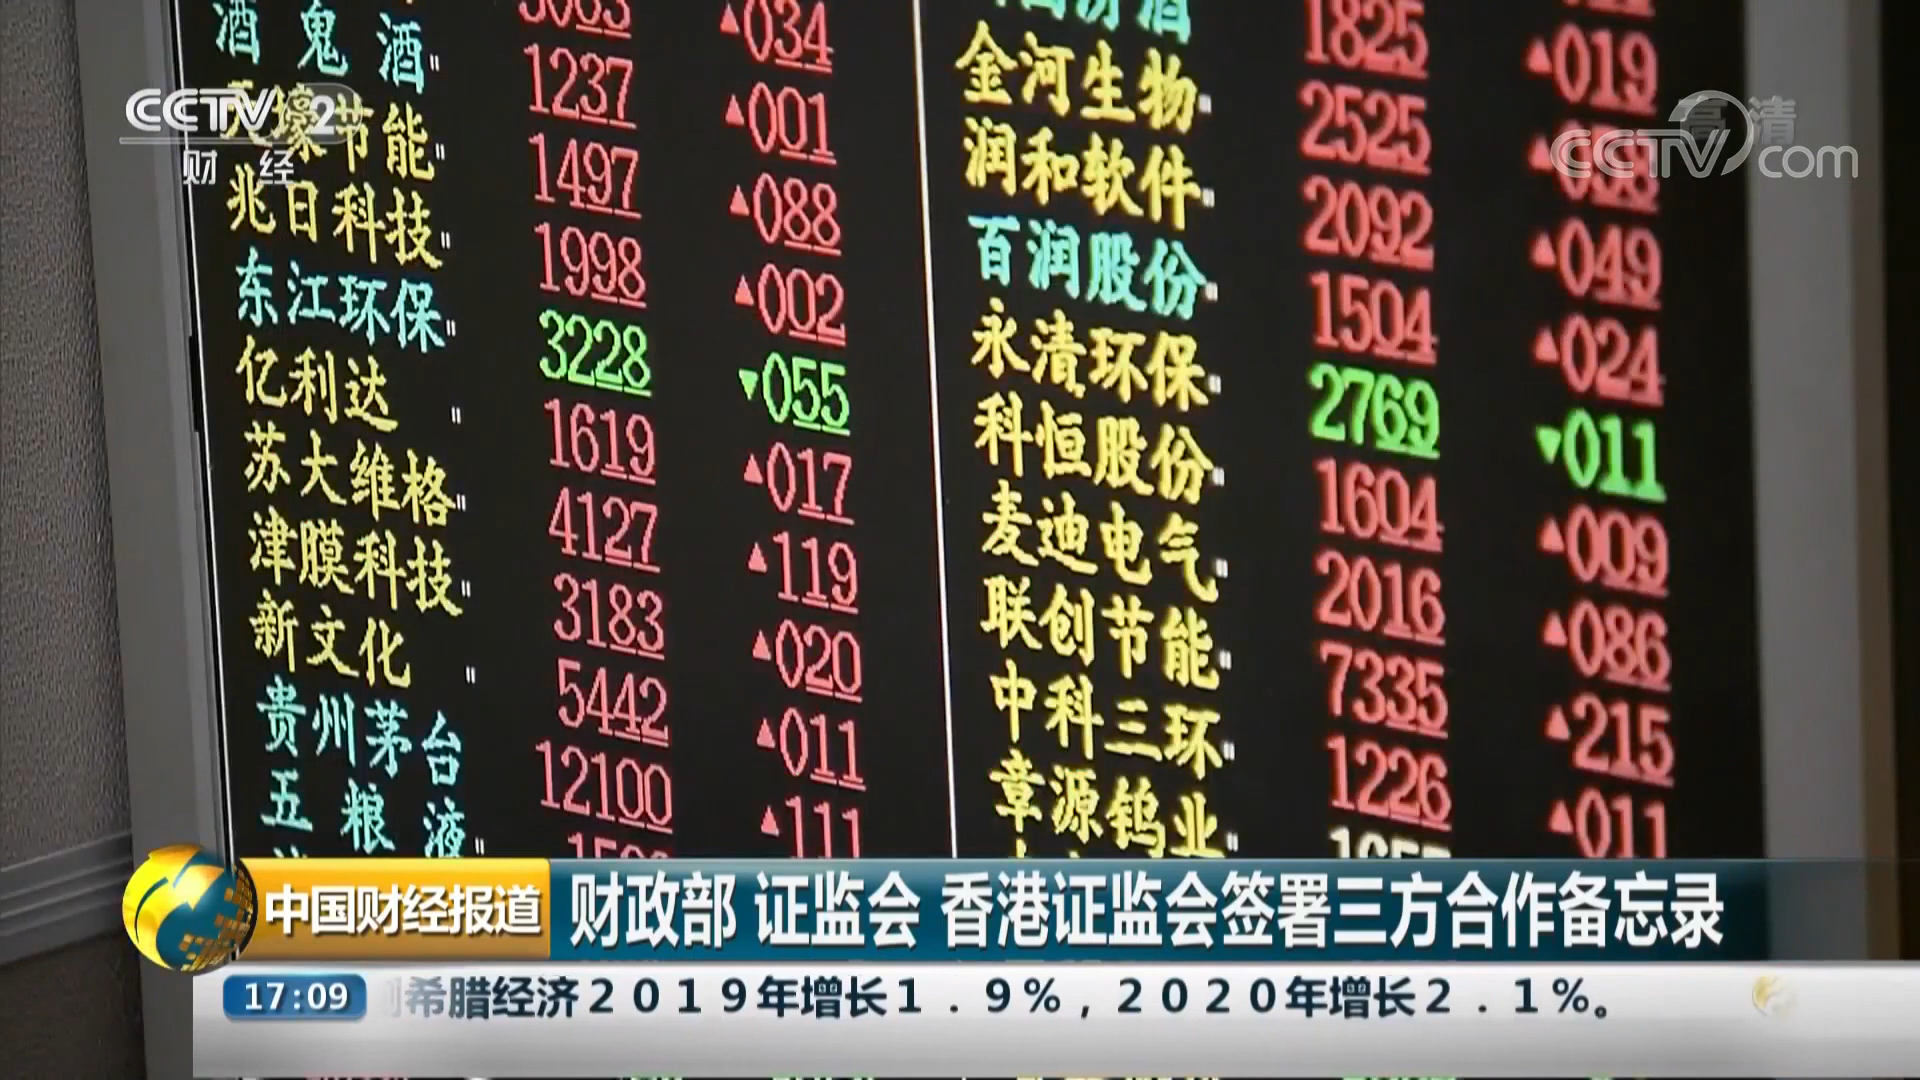 ▲034
酒鬼酒 1237 ▲001
壕节能 1497 ▲088
兆日科技 1998 ▲002
东江环保 3228 ▼055
亿利达 1619 ▲017
苏大维格 4127 ▲119
津膜科技 3183 ▲020
新文化 5442 ▲011
贵州茅台 12100 ▲111
五粮液
1825 ▲019
金河生物 2525
润和软件 2092 ▲049
百润股份 1504 ▲024
永清环保 2769 ▼011
科恒股份 1604 ▲009
麦迪电气 2016 ▲086
联创节能 7335 ▲215
中科三环 1226 ▲011
章源钨业
CCTV 2
财经
高清
CCTV com
中国财经报道 财政部 证监会 香港证监会签署三方合作备忘录
17:09 希腊经济2019年增长1.9%，2020年增长2.1%。